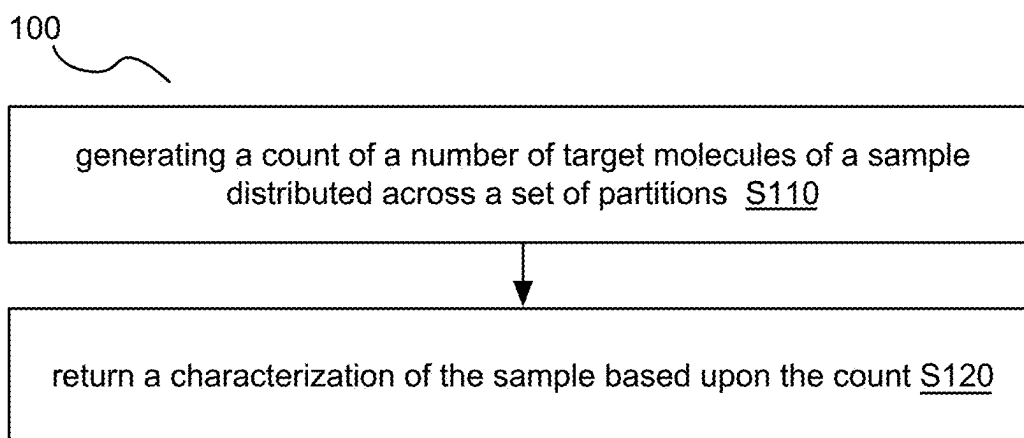 100
generating a count of a number of target molecules of a sample
distributed across a set of partitions S110
return a characterization of the sample based upon the count S120